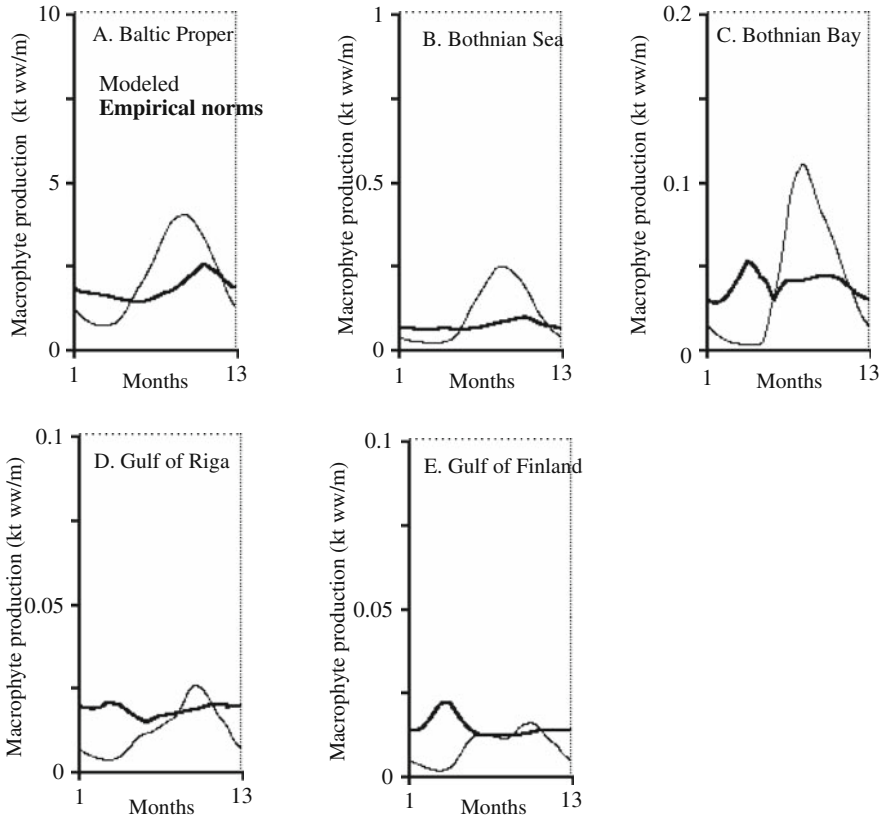 A. Baltic Proper
Modeled
Empirical norms
Macrophyte production (kt ww/m)
10
5
0
1
Months
13
B. Bothnian Sea
Macrophyte production (kt ww/m)
1
0.5
0
1
Months
13
C. Bothnian Bay
Macrophyte production (kt ww/m)
0.2
0.1
0
1
Months
13
D. Gulf of Riga
Macrophyte production (kt ww/m)
0.1
0.05
0
1
Months
13
E. Gulf of Finland
Macrophyte production (kt ww/m)
0.1
0.05
0
1
Months
13